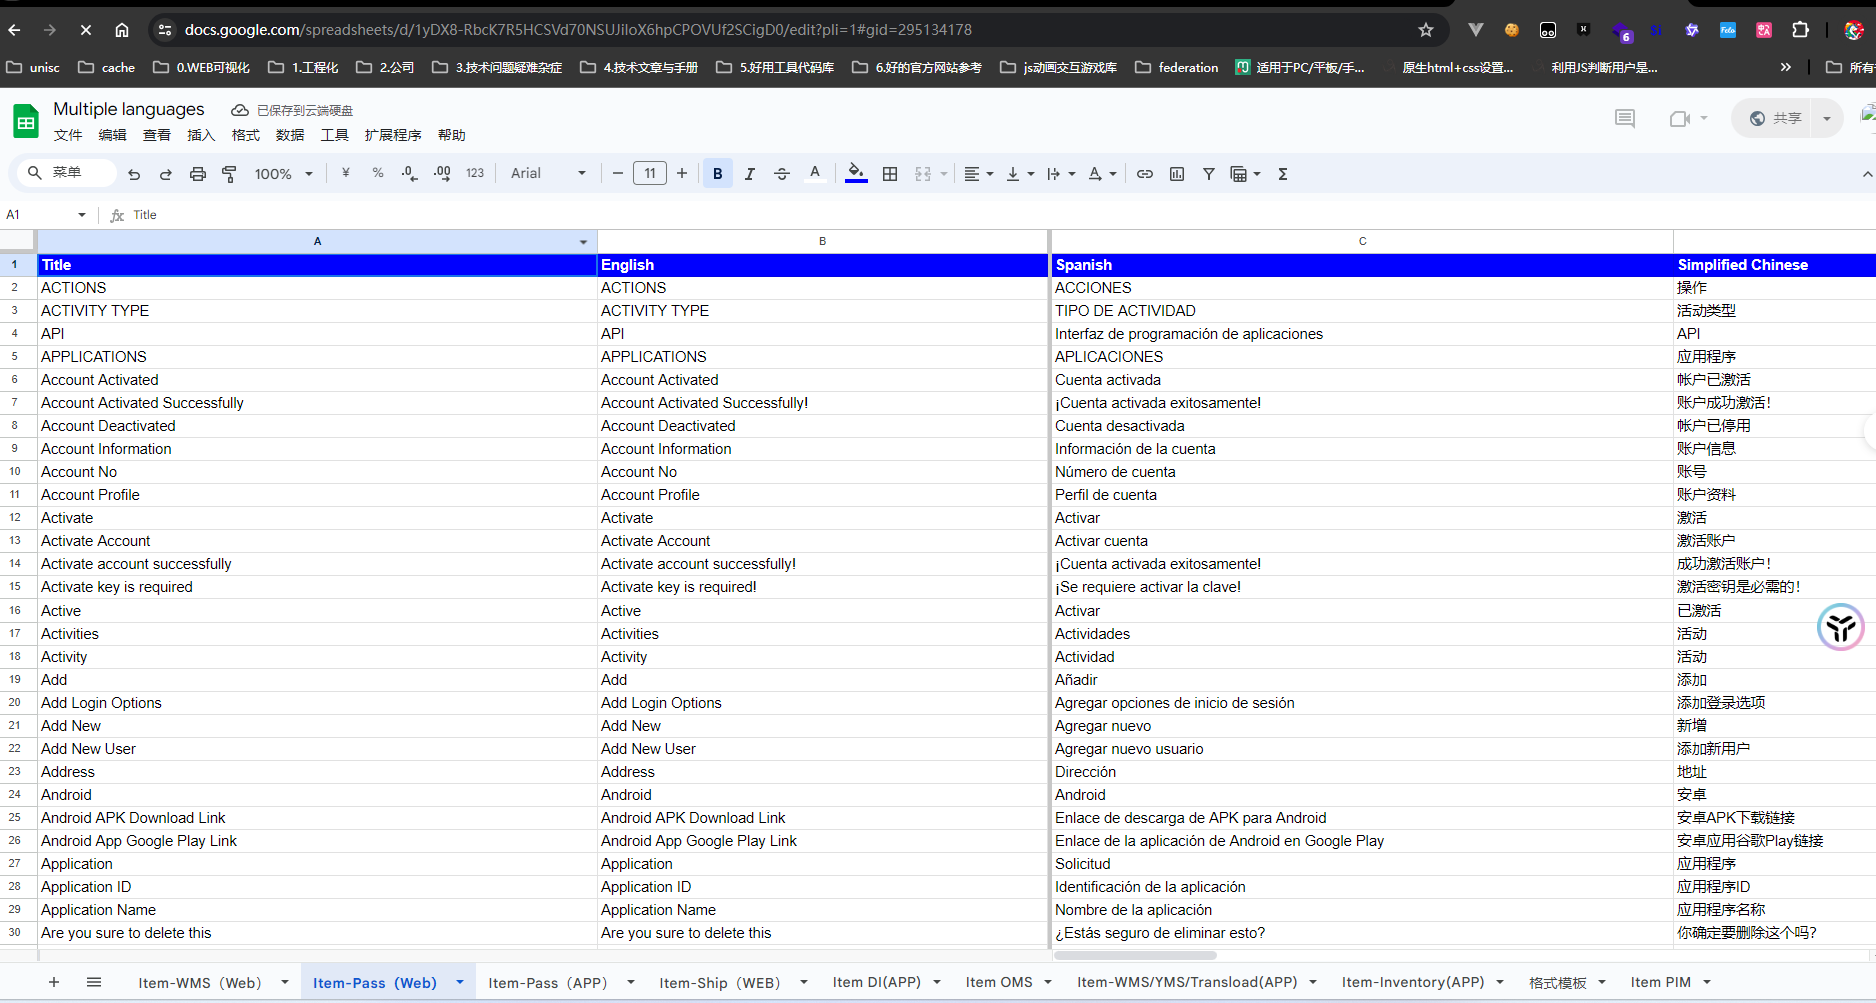 docs.google.com/spreadsheets/d/1yDX8-RbcK7R5HCSVd70NSUJiloX6hpCPOVUf2SCigD0/edit?pli=1#gid=295134178
unisc cache 0.WEB可视化 1.工程化 2.公司 3.技术问题疑难杂症 4.技术文章与手册 5.好用工具代码库 6.好的官方网站参考 js动画交互游戏库 federation 适用于PC/平板/手... 原生html+css设置... 利用JS判断用户是... » 所有
Multiple languages 已保存到云端硬盘
文件 编辑 查看 插入 格式 数据 工具 扩展程序 帮助 共享
菜单 100% ¥ % .0 .00 123 Arial 11 B I A Σ
A1 fx Title
A B C
1 Title English Spanish Simplified Chinese
2 ACTIONS ACTIONS ACCIONES 操作
3 ACTIVITY TYPE ACTIVITY TYPE TIPO DE ACTIVIDAD 活动类型
4 API API Interfaz de programación de aplicaciones API
5 APPLICATIONS APPLICATIONS APLICACIONES 应用程序
6 Account Activated Account Activated Cuenta activada 帐户已激活
7 Account Activated Successfully Account Activated Successfully! ¡Cuenta activada exitosamente! 账户成功激活！
8 Account Deactivated Account Deactivated Cuenta desactivada 帐户已停用
9 Account Information Account Information Información de la cuenta 账户信息
10 Account No Account No Número de cuenta 账号
11 Account Profile Account Profile Perfil de cuenta 账户资料
12 Activate Activate Activar 激活
13 Activate Account Activate Account Activar cuenta 激活账户
14 Activate account successfully Activate account successfully! ¡Cuenta activada exitosamente! 成功激活账户！
15 Activate key is required Activate key is required! ¡Se requiere activar la clave! 激活密钥是必需的！
16 Active Active Activar 已激活
17 Activities Activities Actividades 活动
18 Activity Activity Actividad 活动
19 Add Add Añadir 添加
20 Add Login Options Add Login Options Agregar opciones de inicio de sesión 添加登录选项
21 Add New Add New Agregar nuevo 新增
22 Add New User Add New User Agregar nuevo usuario 添加新用户
23 Address Address Dirección 地址
24 Android Android Android 安卓
25 Android APK Download Link Android APK Download Link Enlace de descarga de APK para Android 安卓APK下载链接
26 Android App Google Play Link Android App Google Play Link Enlace de la aplicación de Android en Google Play 安卓应用谷歌Play链接
27 Application Application Solicitud 应用程序
28 Application ID Application ID Identificación de la aplicación 应用程序ID
29 Application Name Application Name Nombre de la aplicación 应用程序名称
30 Are you sure to delete this Are you sure to delete this ¿Estás seguro de eliminar esto? 你确定要删除这个吗？
Item-WMS（Web） Item-Pass（Web) Item-Pass（APP） Item-Ship（WEB） Item DI(APP) Item OMS Item-WMS/YMS/Transload(APP) Item-Inventory(APP) 格式模板 Item PIM